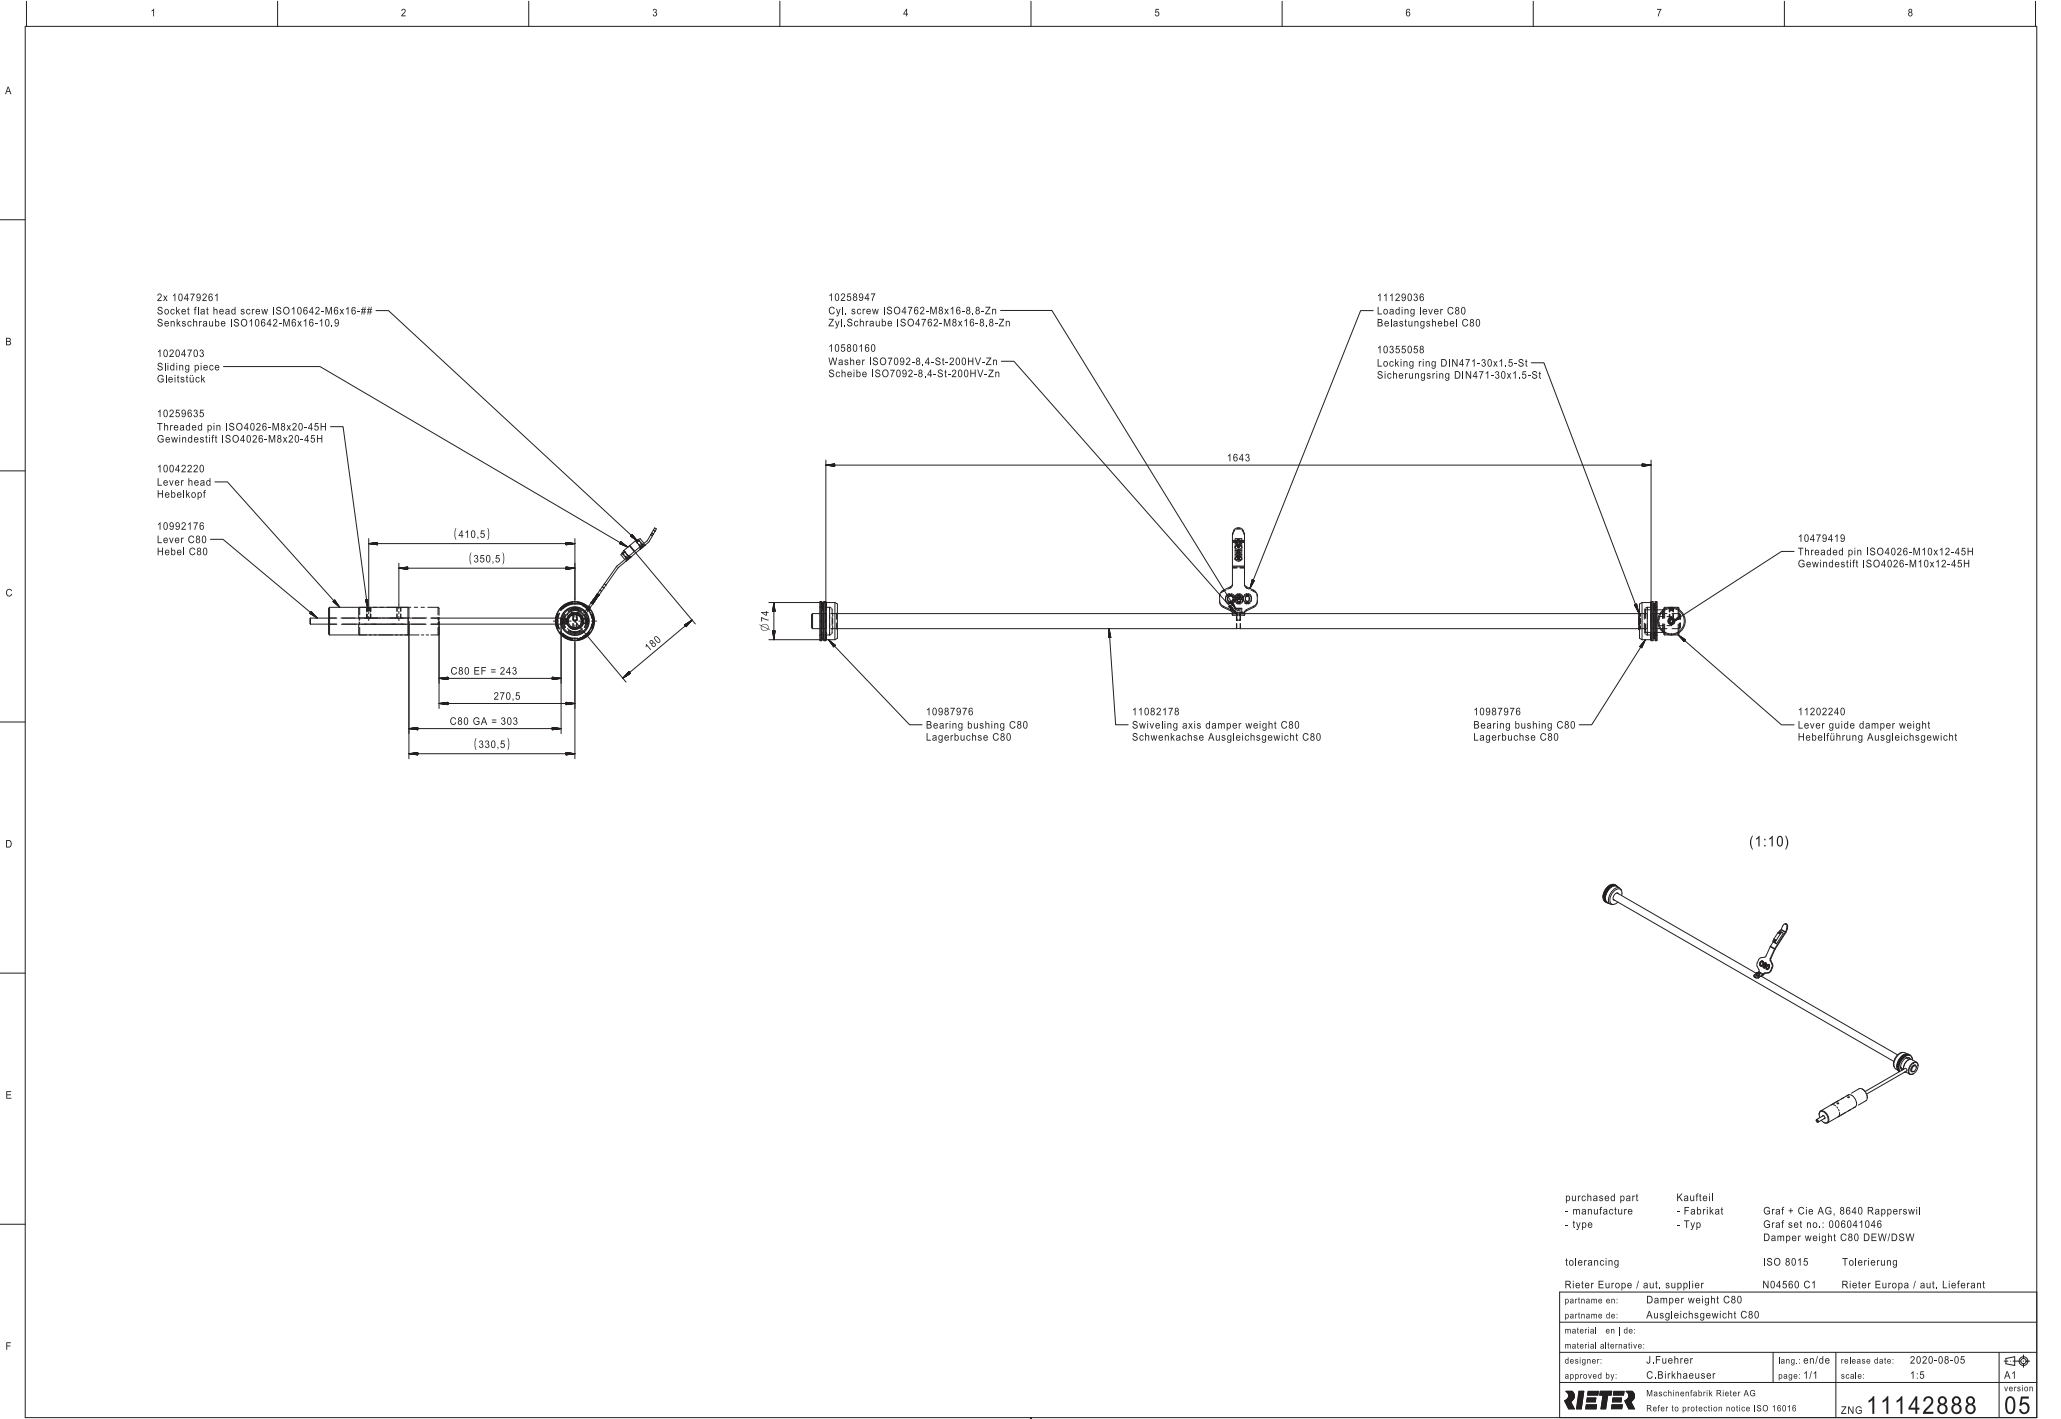 1 2 3 4 5 6 7 8
A
B
C
D
E
F
2x 10479261
Socket flat head screw ISO10642-M6x16-##
Senkschraube ISO10642-M6x16-10.9
10204703
Sliding piece
Gleitstück
10259635
Threaded pin ISO4026-M8x20-45H
Gewindestift ISO4026-M8x20-45H
10042220
Lever head
Hebelkopf
10992176
Lever C80
Hebel C80
(410,5)
(350,5)
180
C80 EF = 243
270,5
C80 GA = 303
(330,5)
10258947
Cyl. screw ISO4762-M8x16-8.8-Zn
Zyl.Schraube ISO4762-M8x16-8.8-Zn
10580160
Washer ISO7092-8,4-St-200HV-Zn
Scheibe ISO7092-8,4-St-200HV-Zn
11129036
Loading lever C80
Belastungshebel C80
10355058
Locking ring DIN471-30x1.5-St
Sicherungsring DIN471-30x1.5-St
1643
Ø74
10479419
Threaded pin ISO4026-M10x12-45H
Gewindestift ISO4026-M10x12-45H
10987976
Bearing bushing C80
Lagerbuchse C80
11082178
Swiveling axis damper weight C80
Schwenkachse Ausgleichsgewicht C80
10987976
Bearing bushing C80
Lagerbuchse C80
11202240
Lever guide damper weight
Hebelführung Ausgleichsgewicht
(1:10)
purchased part Kaufteil
- manufacture - Fabrikat Graf + Cie AG, 8640 Rapperswil
- type - Typ Graf set no.: 006041046
Damper weight C80 DEW/DSW
tolerancing ISO 8015 Tolerierung
Rieter Europe / aut. supplier N04560 C1 Rieter Europa / aut. Lieferant
partname en: Damper weight C80
partname de: Ausgleichsgewicht C80
material en | de:
material alternative:
designer: J.Fuehrer lang.: en/de release date: 2020-08-05
approved by: C.Birkhaeuser page: 1/1 scale: 1:5 A1
RIETER Maschinenfabrik Rieter AG
Refer to protection notice ISO 16016
ZNG 11142888
version
05